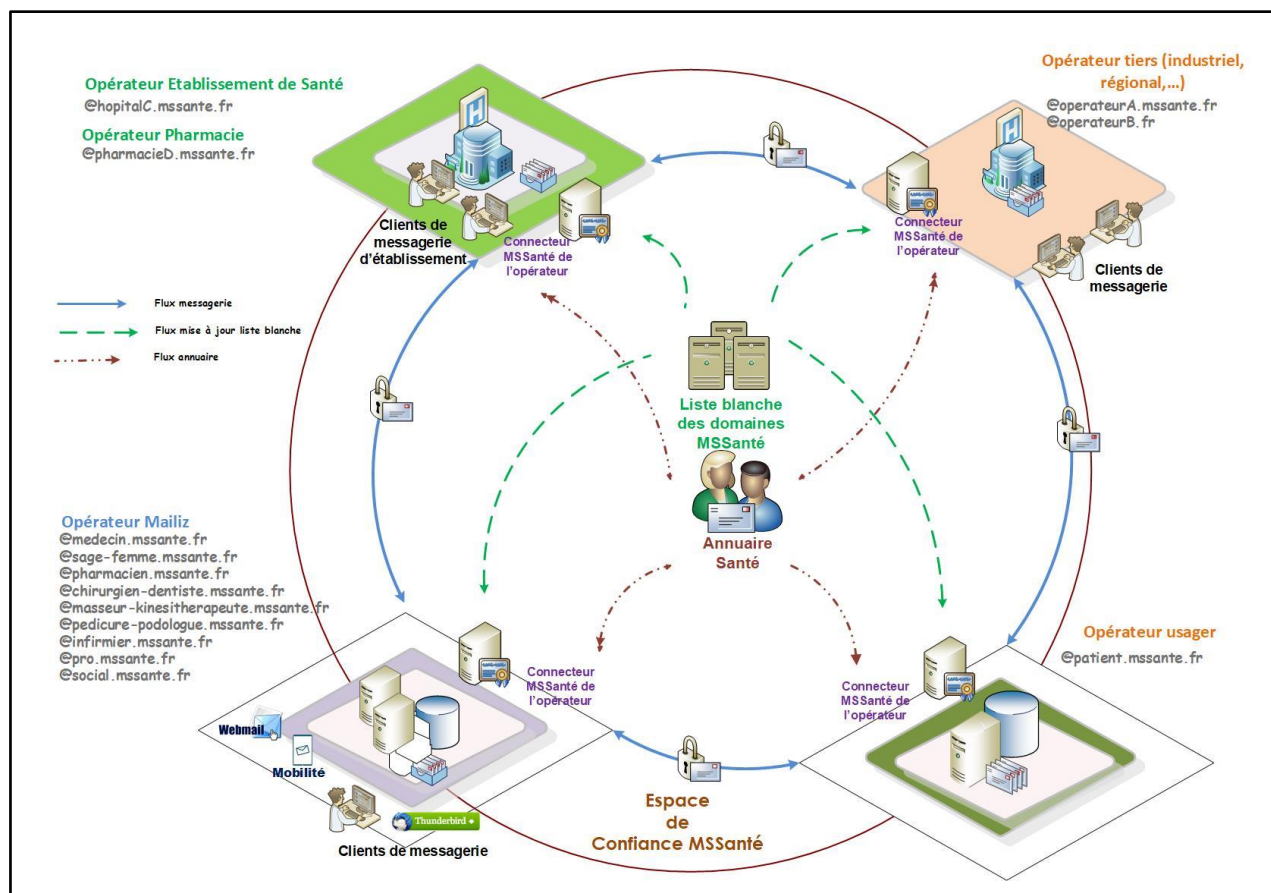 Opérateur Etablissement de Santé
@hopitalC.mssante.fr
Opérateur Pharmacie
@pharmacieD.mssante.fr
Opérateur tiers (industriel,
régional,...)
@operateurA.mssante.fr
@operateurB.fr
Clients de
messagerie
d'établissement
Connecteur
MSSanté de
l'opérateur
Connecteur
MSSanté de
l'opérateur
Clients de
messagerie
Flux messagerie
Flux mise à jour liste blanche
Flux annuaire
Liste blanche
des domaines
MSSanté
Annuaire
Santé
Opérateur Mailiz
@medecin.mssante.fr
@sage-femme.mssante.fr
@pharmacien.mssante.fr
@chirurgien-dentiste.mssante.fr
@masseur-kinesitherapeute.mssante.fr
@pedicure-podologue.mssante.fr
@infirmier.mssante.fr
@pro.mssante.fr
@social.mssante.fr
Opérateur usager
@patient.mssante.fr
Connecteur
MSSanté de
l'opérateur
Connecteur
MSSanté de
l'opérateur
Webmail
Mobilité
Thunderbird
Clients de messagerie
Espace
de
Confiance MSSanté